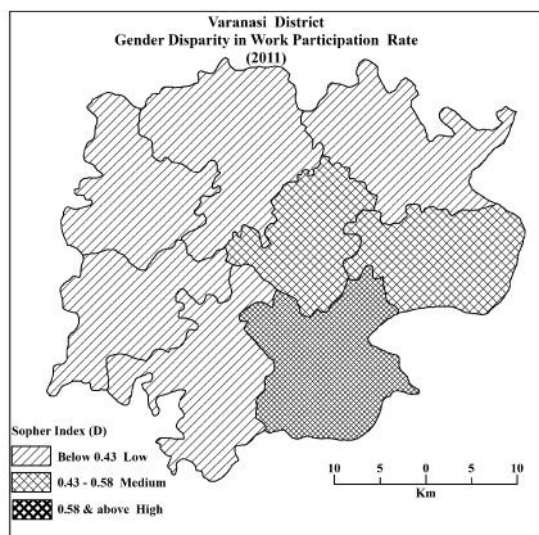 Varanasi District
Gender Disparity in Work Participation Rate
(2011)
Sopher Index (D)
Below 0.43 Low
0.43 - 0.58 Medium
0.58 & above High
10 5 0 5 10
Km